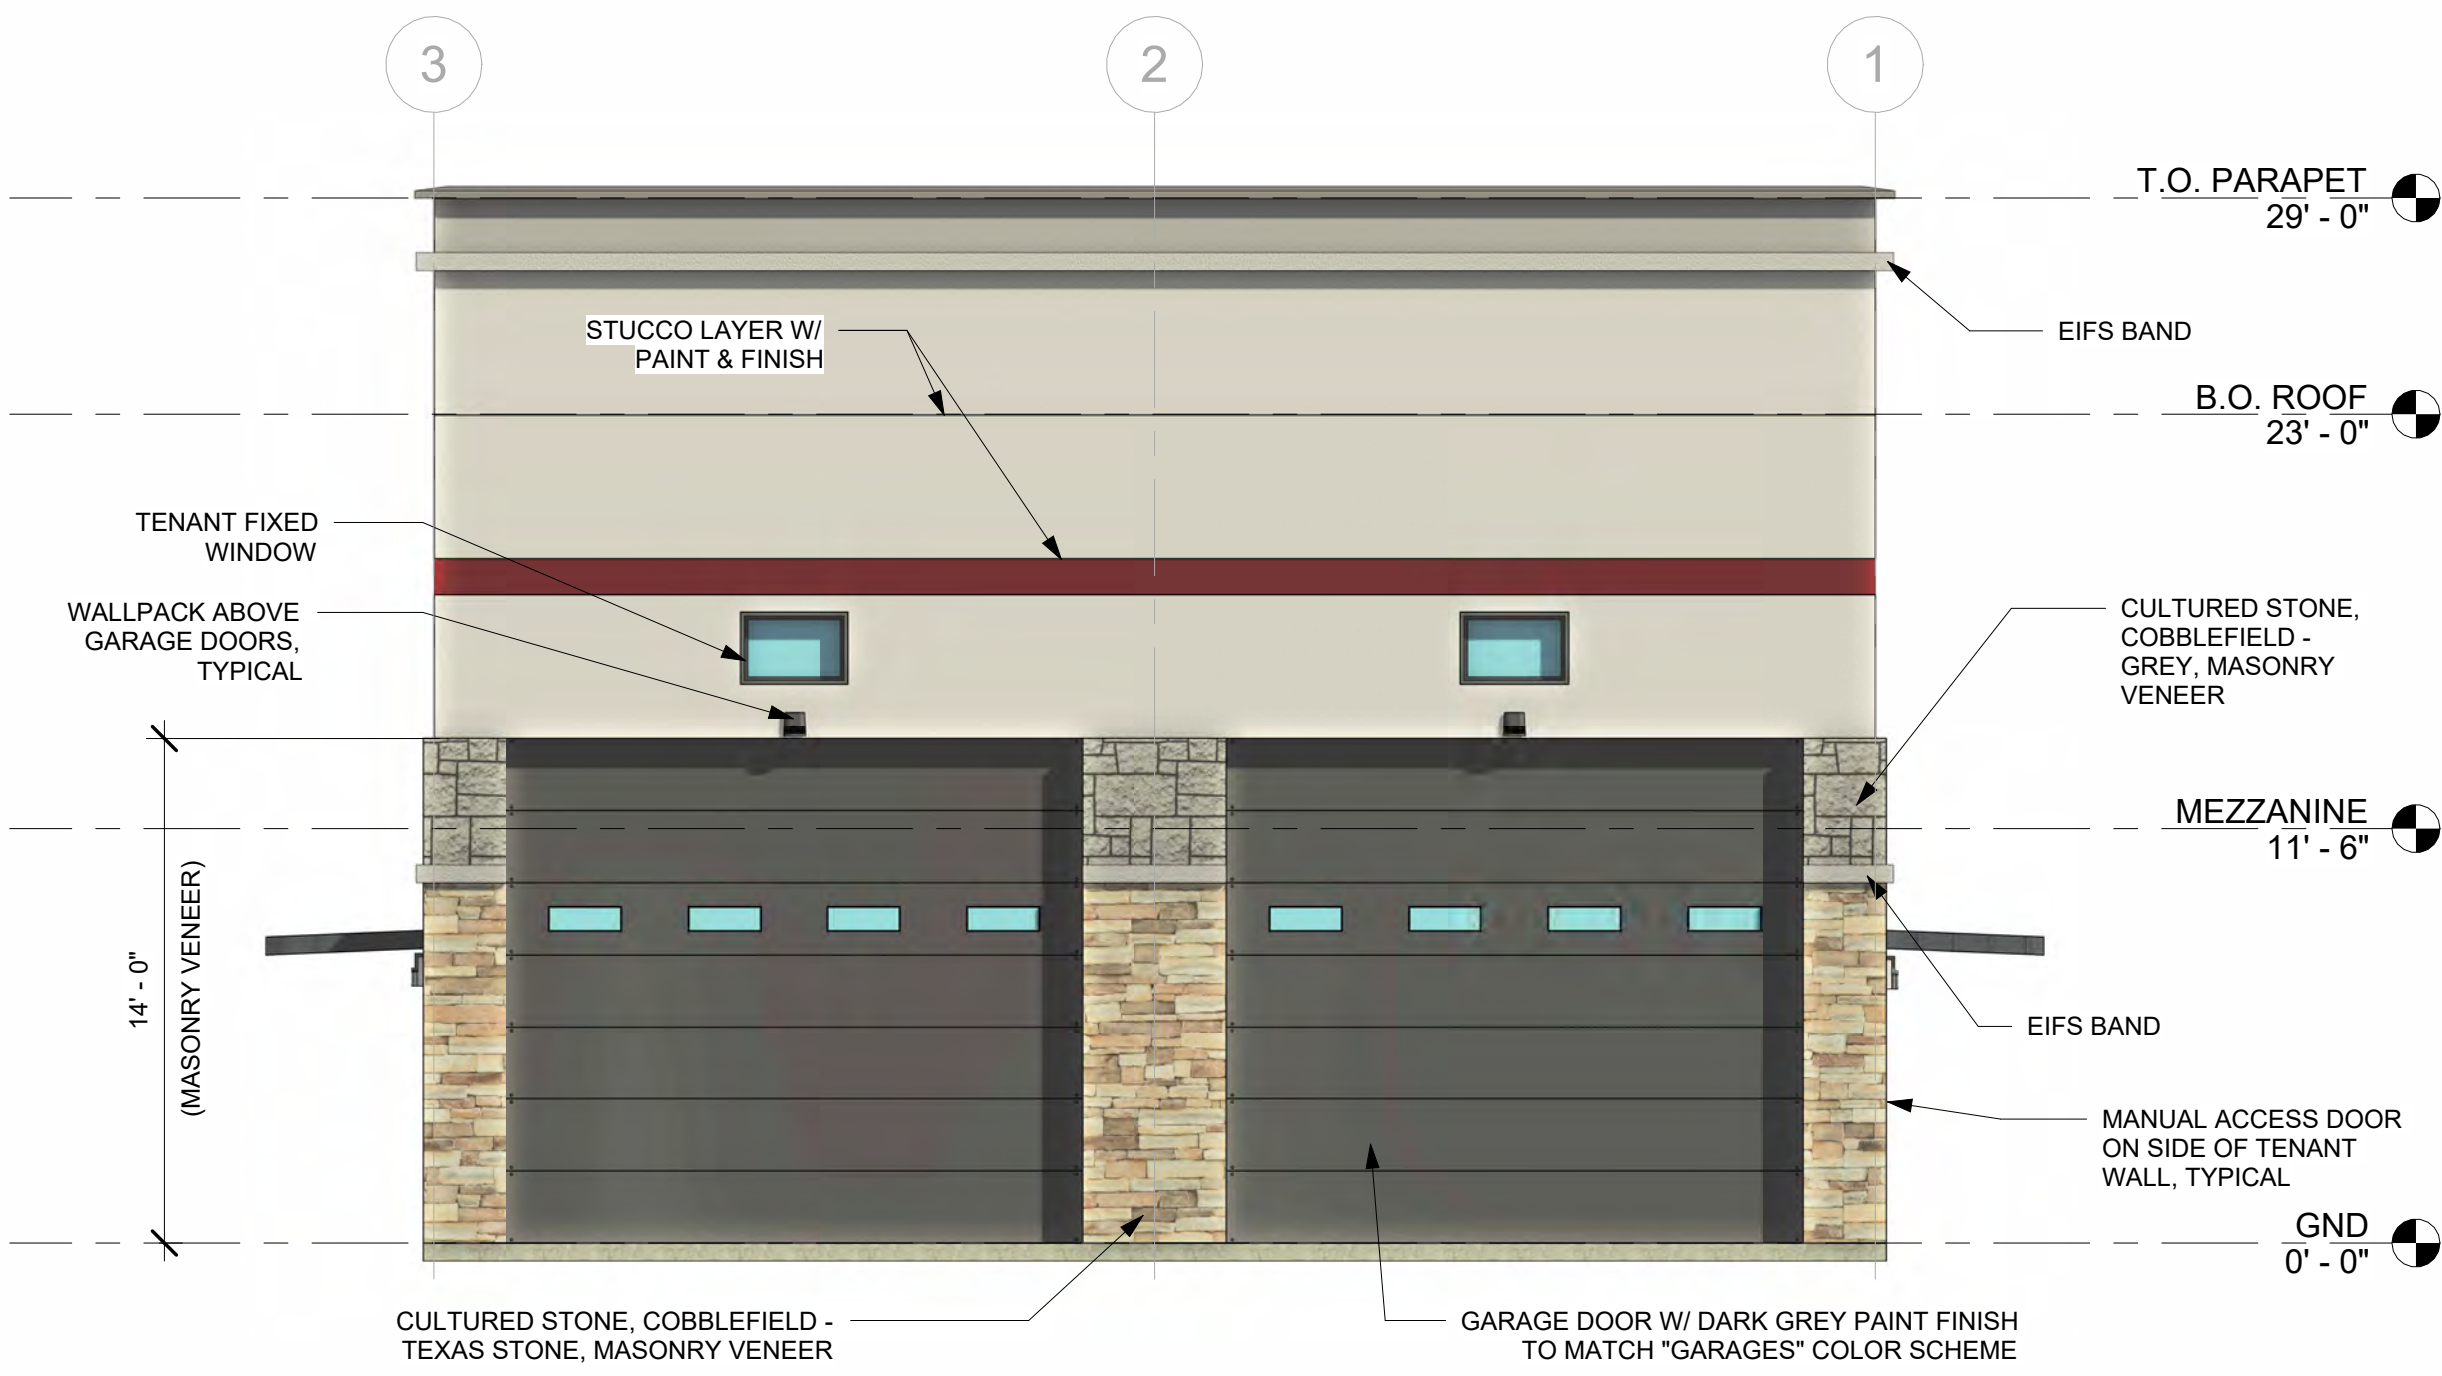 3
2
1
T.O. PARAPET
29' - 0"
EIFS BAND
STUCCO LAYER W/
PAINT & FINISH
B.O. ROOF
23' - 0"
TENANT FIXED
WINDOW
WALLPACK ABOVE
GARAGE DOORS,
TYPICAL
CULTURED STONE,
COBBLEFIELD -
GREY, MASONRY
VENEER
MEZZANINE
11' - 6"
14' - 0"
(MASONRY VENEER)
EIFS BAND
MANUAL ACCESS DOOR
ON SIDE OF TENANT
WALL, TYPICAL
GND
0' - 0"
CULTURED STONE, COBBLEFIELD -
TEXAS STONE, MASONRY VENEER
GARAGE DOOR W/ DARK GREY PAINT FINISH
TO MATCH "GARAGES" COLOR SCHEME